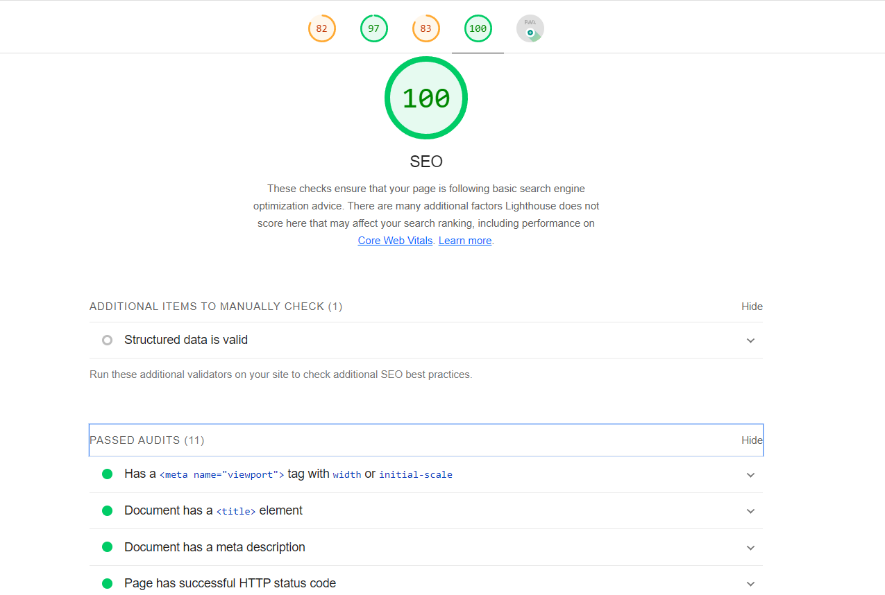 82 97 83 100 PWA
100
SEO
These checks ensure that your page is following basic search engine
optimization advice. There are many additional factors Lighthouse does not
score here that may affect your search ranking, including performance on
Core Web Vitals. Learn more.
ADDITIONAL ITEMS TO MANUALLY CHECK (1) Hide
Structured data is valid
Run these additional validators on your site to check additional SEO best practices.
PASSED AUDITS (11) Hide
Has a <meta name="viewport"> tag with width or initial-scale
Document has a <title> element
Document has a meta description
Page has successful HTTP status code